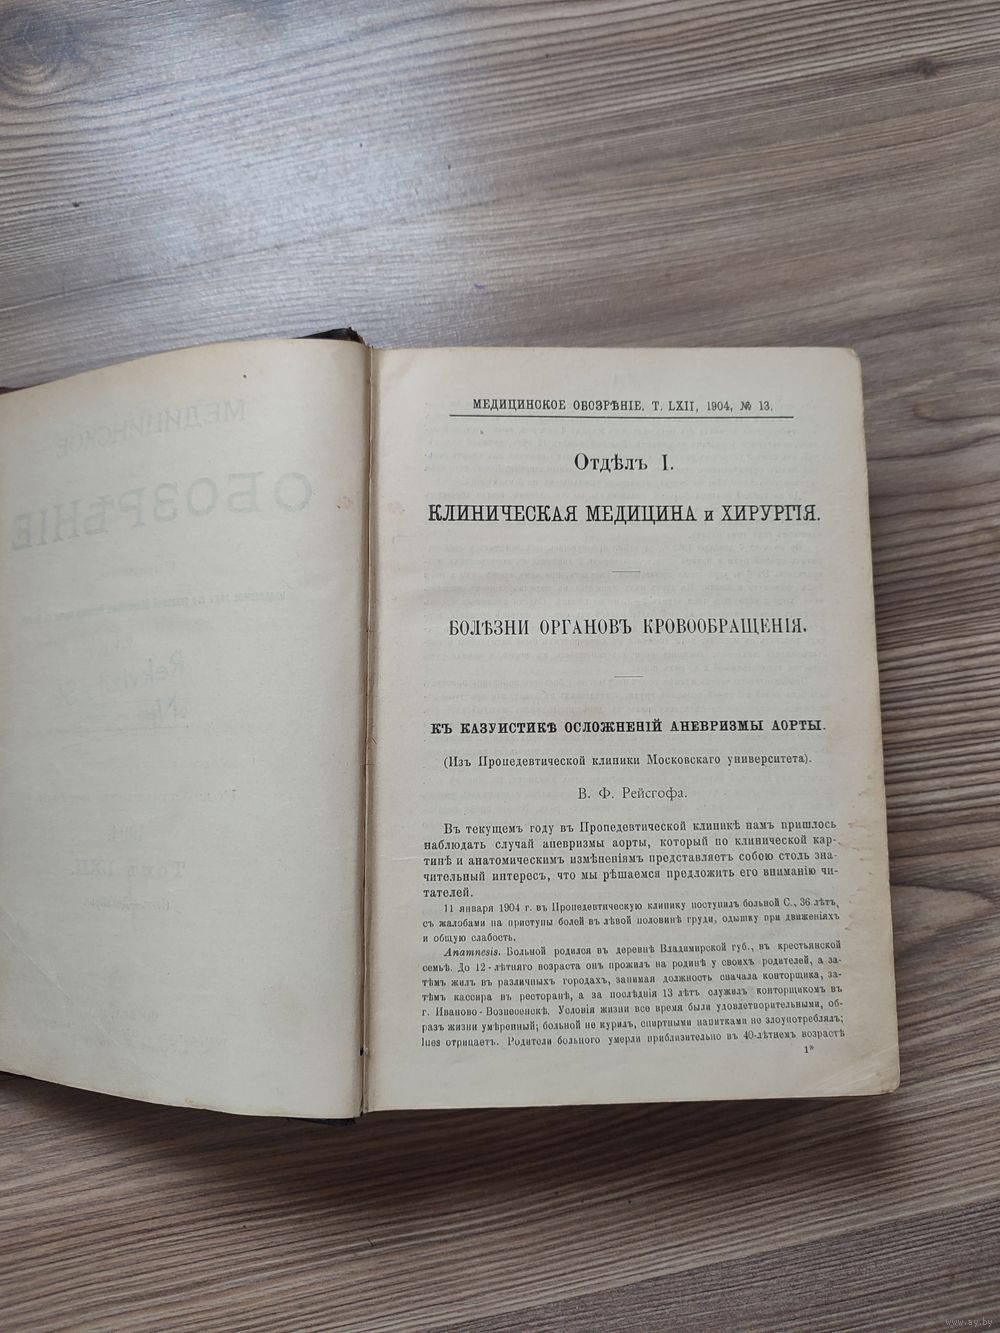 МЕДИЦИНСКОЕ
ОБОЗРѢНІЕ
Томъ LXII.
МЕДИЦИНСКОЕ ОБОЗРѢНІЕ. Т. LXII, 1904, № 13.
Отдѣлъ I.
КЛИНИЧЕСКАЯ МЕДИЦИНА и ХИРУРГІЯ.
БОЛѢЗНИ ОРГАНОВЪ КРОВООБРАЩЕНІЯ.
КЪ КАЗУИСТИКѢ ОСЛОЖНЕНІЙ АНЕВРИЗМЫ АОРТЫ.
(Изъ Пропедевтической клиники Московскаго университета).
В. Ф. Рейсгофа.
Въ текущемъ году въ Пропедевтической клиникѣ намъ пришлось
наблюдать случай аневризмы аорты, который по клинической кар-
тинѣ и анатомическимъ измѣненіямъ представляетъ собою столь зна-
чительный интересъ, что мы рѣшаемся предложить его вниманію чи-
тателей.
11 января 1904 г. въ Пропедевтическую клинику поступилъ больной С., 36 лѣтъ,
съ жалобами на приступы болей въ лѣвой половинѣ груди, одышку при движеніяхъ
и общую слабость.
Anamnesis. Больной родился въ деревнѣ Владимирской губ., въ крестьянской
семьѣ. До 12-лѣтняго возраста онъ прожилъ на родинѣ у своихъ родителей, а за-
тѣмъ жилъ въ различныхъ городахъ, занимая должность сначала конторщика, за-
тѣмъ кассира въ ресторанѣ, а за послѣднія 13 лѣтъ служилъ конторщикомъ въ
г. Иваново-Вознесенскѣ. Условія жизни все время были удовлетворительными, об-
разъ жизни умѣренный; больной не курилъ, спиртными напитками не злоупотреблялъ;
lues отрицаетъ. Родители больного умерли приблизительно въ 40-лѣтнемъ возрастѣ
1*
www.ay.by